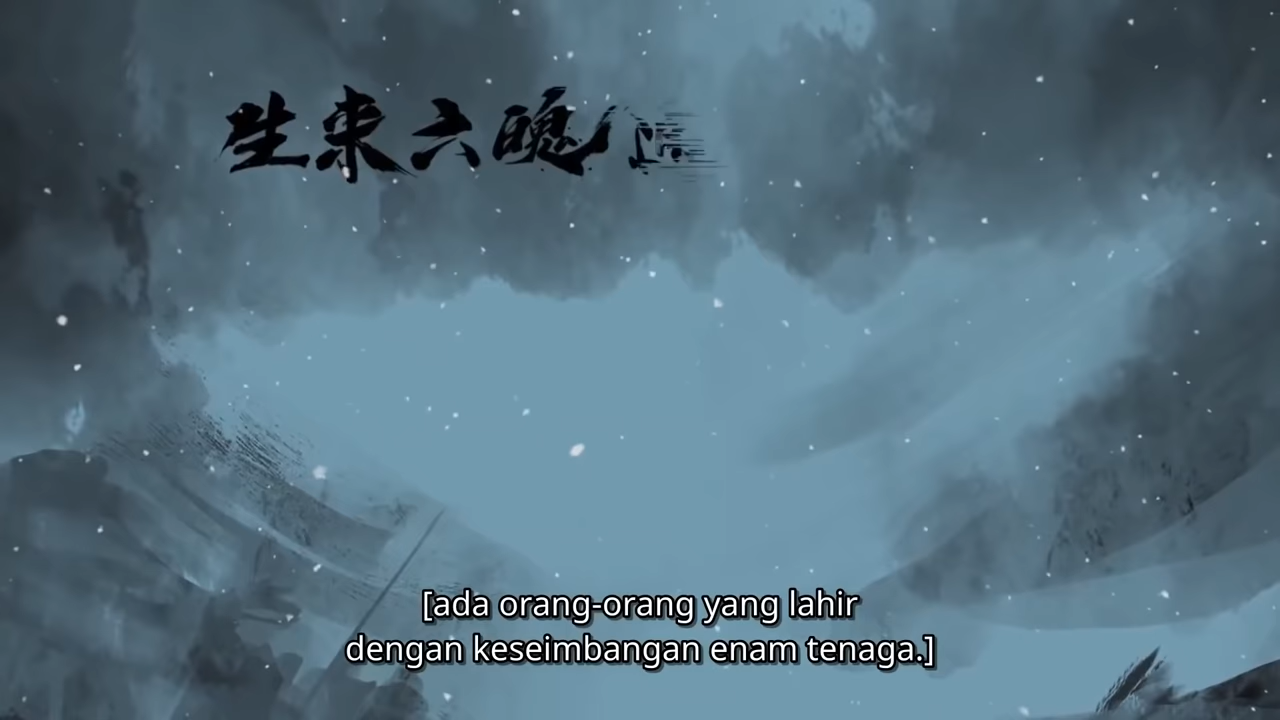 生来六魄
[ada orang-orang yang lahir
dengan keseimbangan enam tenaga.]